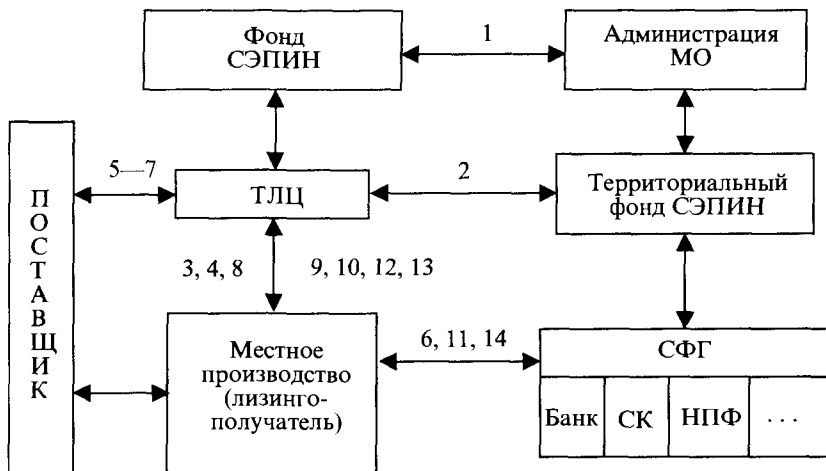 Фонд
СЭПИН
1
Администрация
МО
ПОСТАВЩИК
5—7
ТЛЦ
2
Территориальный
фонд СЭПИН
3, 4, 8
9, 10, 12, 13
Местное
производство
(лизинго-
получатель)
6, 11, 14
СФГ
Банк
СК
НПФ
...